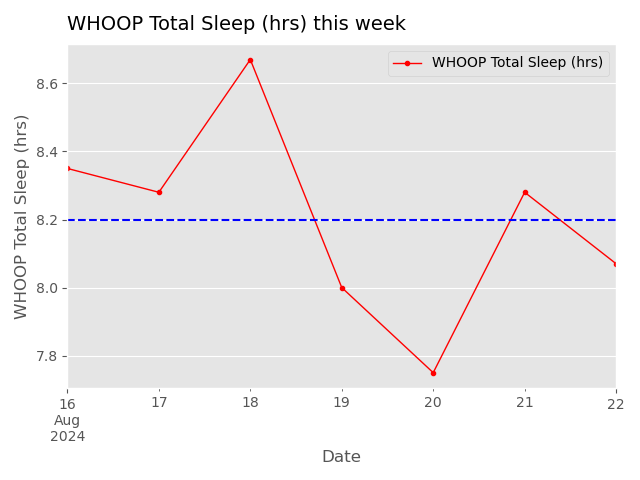 WHOOP Total Sleep (hrs) this week
WHOOP Total Sleep (hrs)
WHOOP Total Sleep (hrs)
8.6
8.4
8.2
8.0
7.8
16 17 18 19 20 21 22
Aug
2024
Date